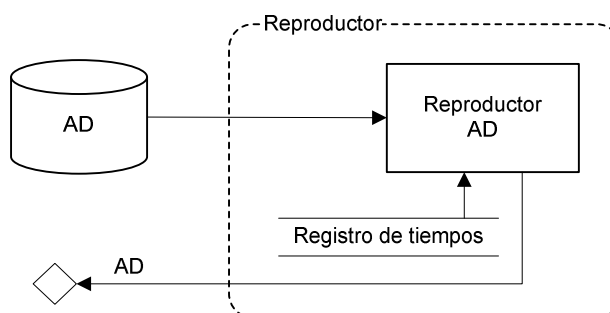 Reproductor
AD
Reproductor
AD
Registro de tiempos
AD